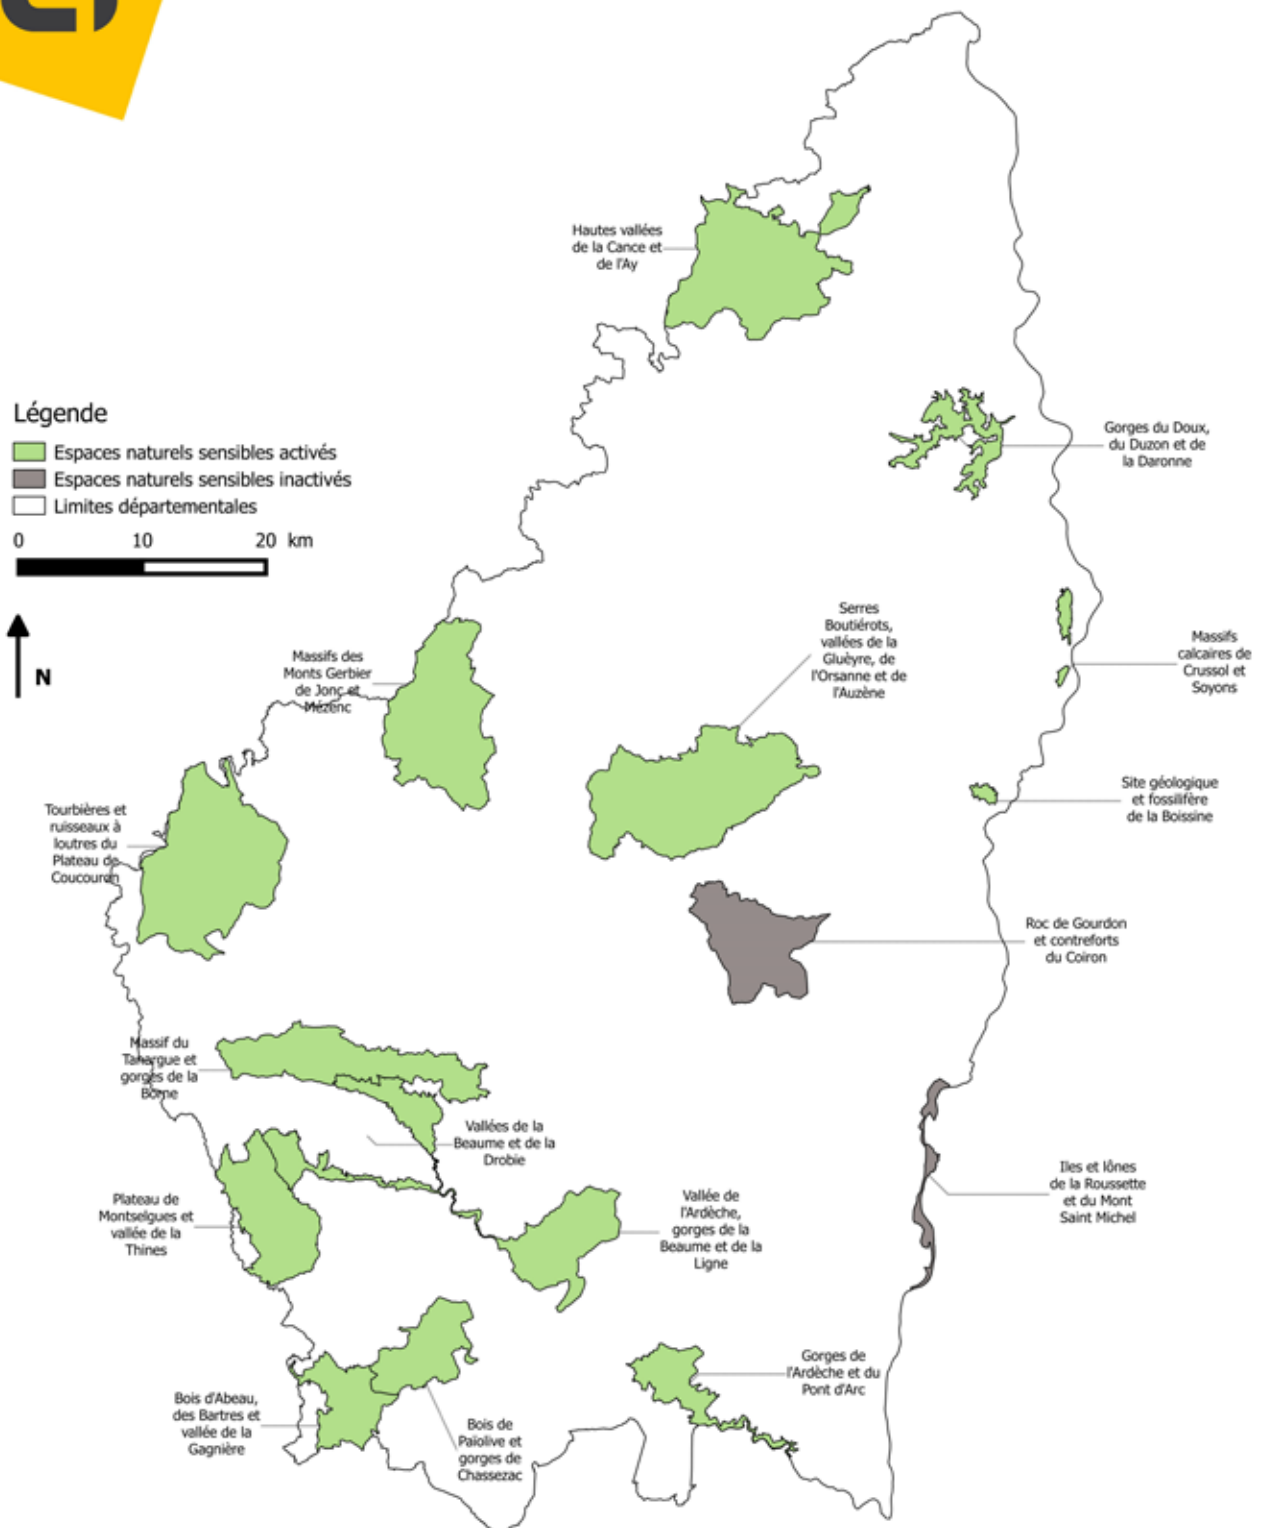 Hautes vallées
de la Cance et
de l'Ay
Légende
Espaces naturels sensibles activés
Espaces naturels sensibles inactivés
Limites départementales
0 10 20 km
N
Gorges du Doux,
du Duzon et de
la Daronne
Serres
Boutiérots,
vallées de la
Gluèyre, de
l'Orsanne et de
l'Auzène
Massifs
calcaires de
Crussol et
Soyons
Massifs des
Monts Gerbier
de Jonc et
Mézenc
Tourbières et
ruisseaux à
loutres du
Plateau de
Coucouron
Site géologique
et fossilifère
de la Boissine
Roc de Gourdon
et contreforts
du Coiron
Massif du
Tanargue et
gorges de la
Borne
Vallées de la
Beaume et de la
Drobie
Plateau de
Montselgues et
vallée de la
Thines
Vallée de
l'Ardèche,
gorges de la
Beaume et de la
Ligne
Iles et lônes
de la Roussette
et du Mont
Saint Michel
Gorges de
l'Ardèche et du
Pont d'Arc
Bois d'Abeau,
des Bartres et
vallée de la
Gagnière
Bois de
Païolive et
gorges de
Chassezac